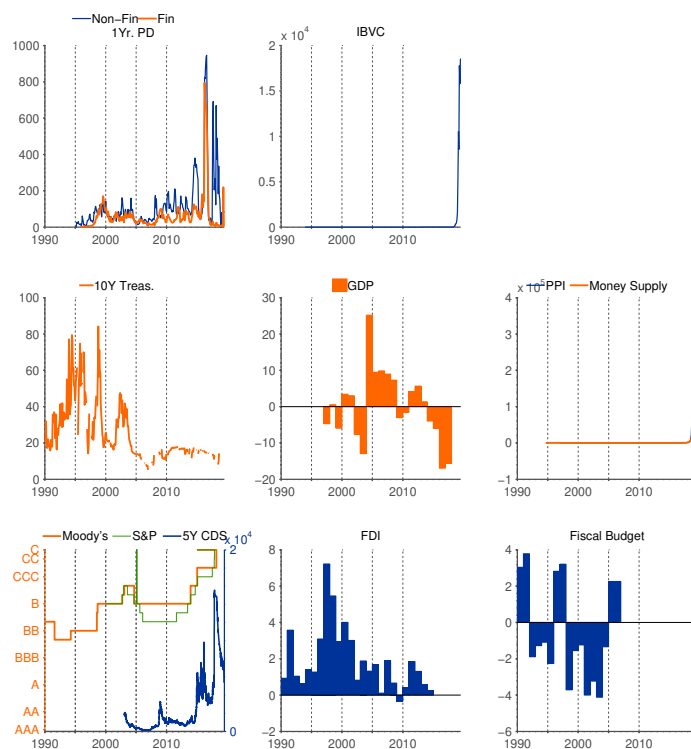 Non−Fin Fin
1Yr. PD
1000
800
600
400
200
0
1990 2000 2010
IBVC
2 x 10^4
1.5
1
0.5
0
1990 2000 2010
10Y Treas.
100
80
60
40
20
0
1990 2000 2010
GDP
30
20
10
0
−10
−20
1990 2000 2010
PPI Money Supply
4 x 10^5
3
2
1
0
−1
1990 2000 2010
Moody's S&P 5Y CDS
C
CC
CCC
B
BB
BBB
A
AA
AAA
2 x 10^4
0
1990 2000 2010
FDI
8
6
4
2
0
−2
1990 2000 2010
Fiscal Budget
4
2
0
−2
−4
−6
1990 2000 2010